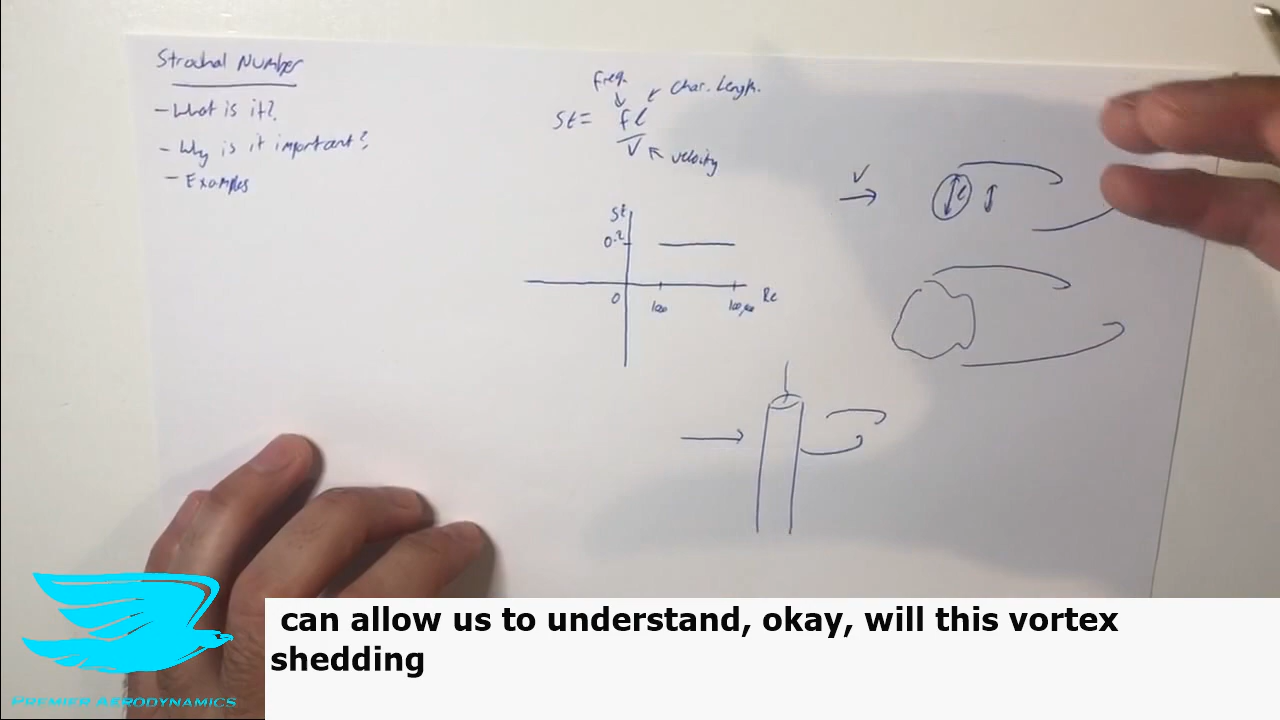 Strouhal Number
- What is it?
- Why is it important?
- Examples
freq.
char. length.
St = fl
V
velocity
V
l
St
0.2
0
1000
100,000
Re
can allow us to understand, okay, will this vortex
shedding
PREMIER AERODYNAMICS